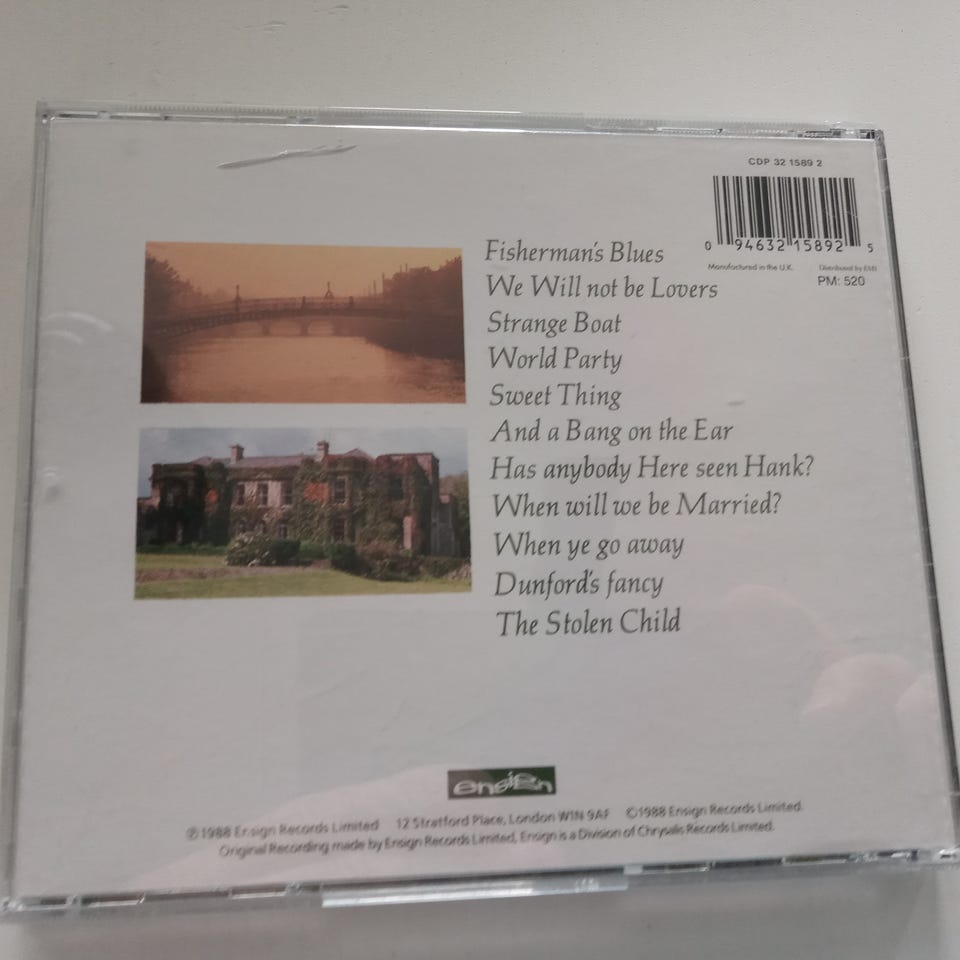 CDP 32 1589 2
0 94632 15892 5
Manufactured in the U.K. Distributed by EMI
PM: 520
Fisherman's Blues
We Will not be Lovers
Strange Boat
World Party
Sweet Thing
And a Bang on the Ear
Has anybody Here seen Hank?
When will we be Married?
When ye go away
Dunford's fancy
The Stolen Child
ensign
℗1988 Ensign Records Limited 12 Stratford Place, London W1N 9AF ©1988 Ensign Records Limited.
Original Recording made by Ensign Records Limited, Ensign is a Division of Chrysalis Records Limited.